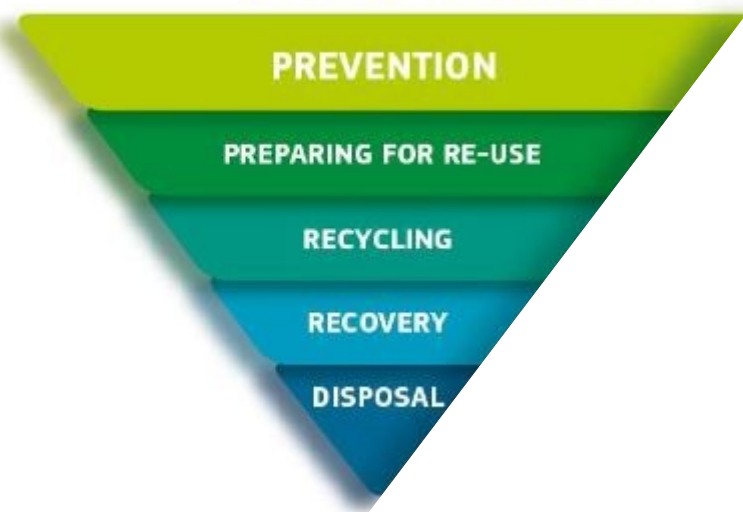 PREVENTION
PREPARING FOR RE-USE
RECYCLING
RECOVERY
DISPOSAL